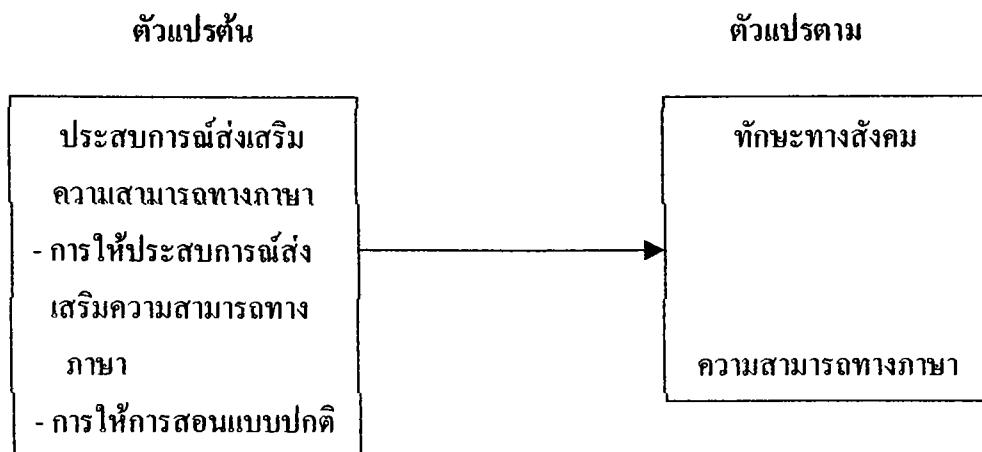 ตัวแปรต้น
ตัวแปรตาม
ประสบการณ์ส่งเสริม
ความสามารถทางภาษา
- การให้ประสบการณ์ส่ง
เสริมความสามารถทาง
ภาษา
- การให้การสอนแบบปกติ
ทักษะทางสังคม
ความสามารถทางภาษา